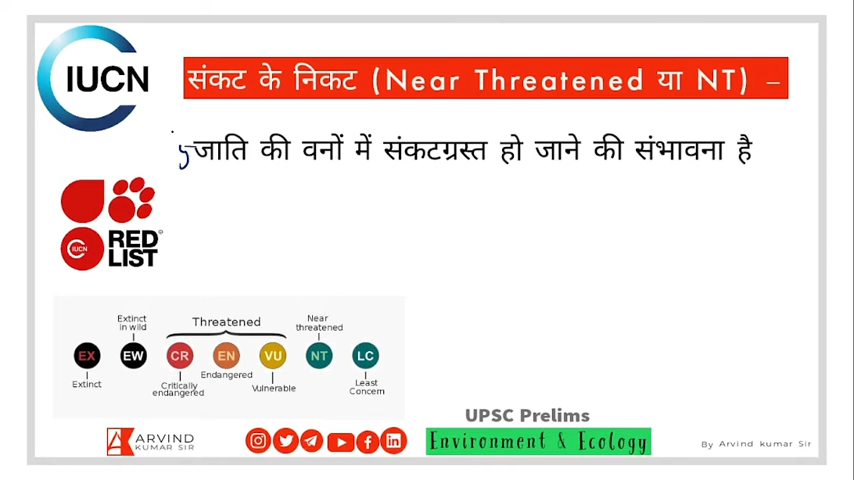 IUCN
संकट के निकट (Near Threatened या NT) –
जाति की वनों में संकटग्रस्त हो जाने की संभावना है
IUCN
RED
LIST
Extinct
in wild
Threatened
Near
threatened
EX
EW
CR
EN
VU
NT
LC
Extinct
Critically
endangered
Endangered
Vulnerable
Least
Concern
UPSC Prelims
Environment & Ecology
ARVIND
KUMAR SIR
By Arvind kumar Sir